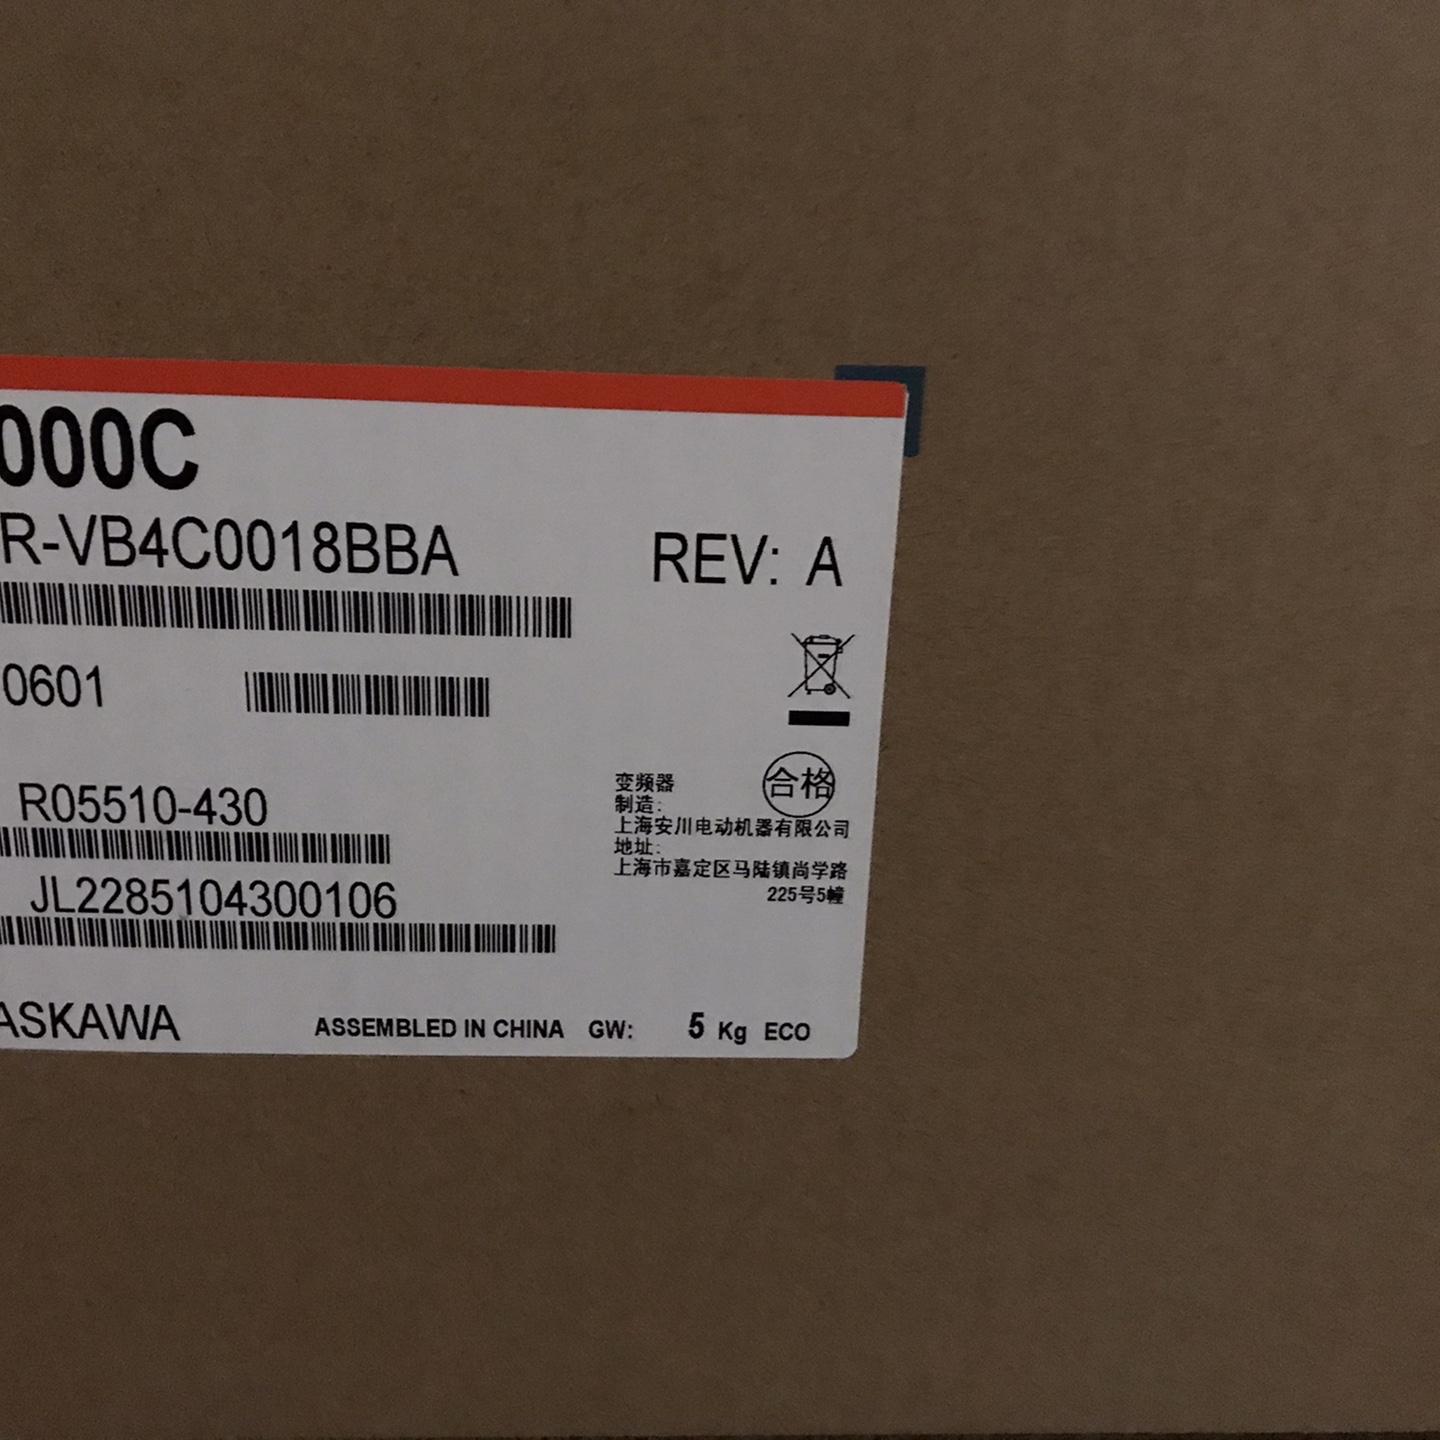 000C
R-VB4C0018BBA
REV: A
0601
R05510-430
JL2285104300106
合格
变频器
制造:
上海安川电动机器有限公司
地址:
上海市嘉定区马陆镇尚学路
225号5幢
ASKAWA
ASSEMBLED IN CHINA GW: 5 Kg ECO